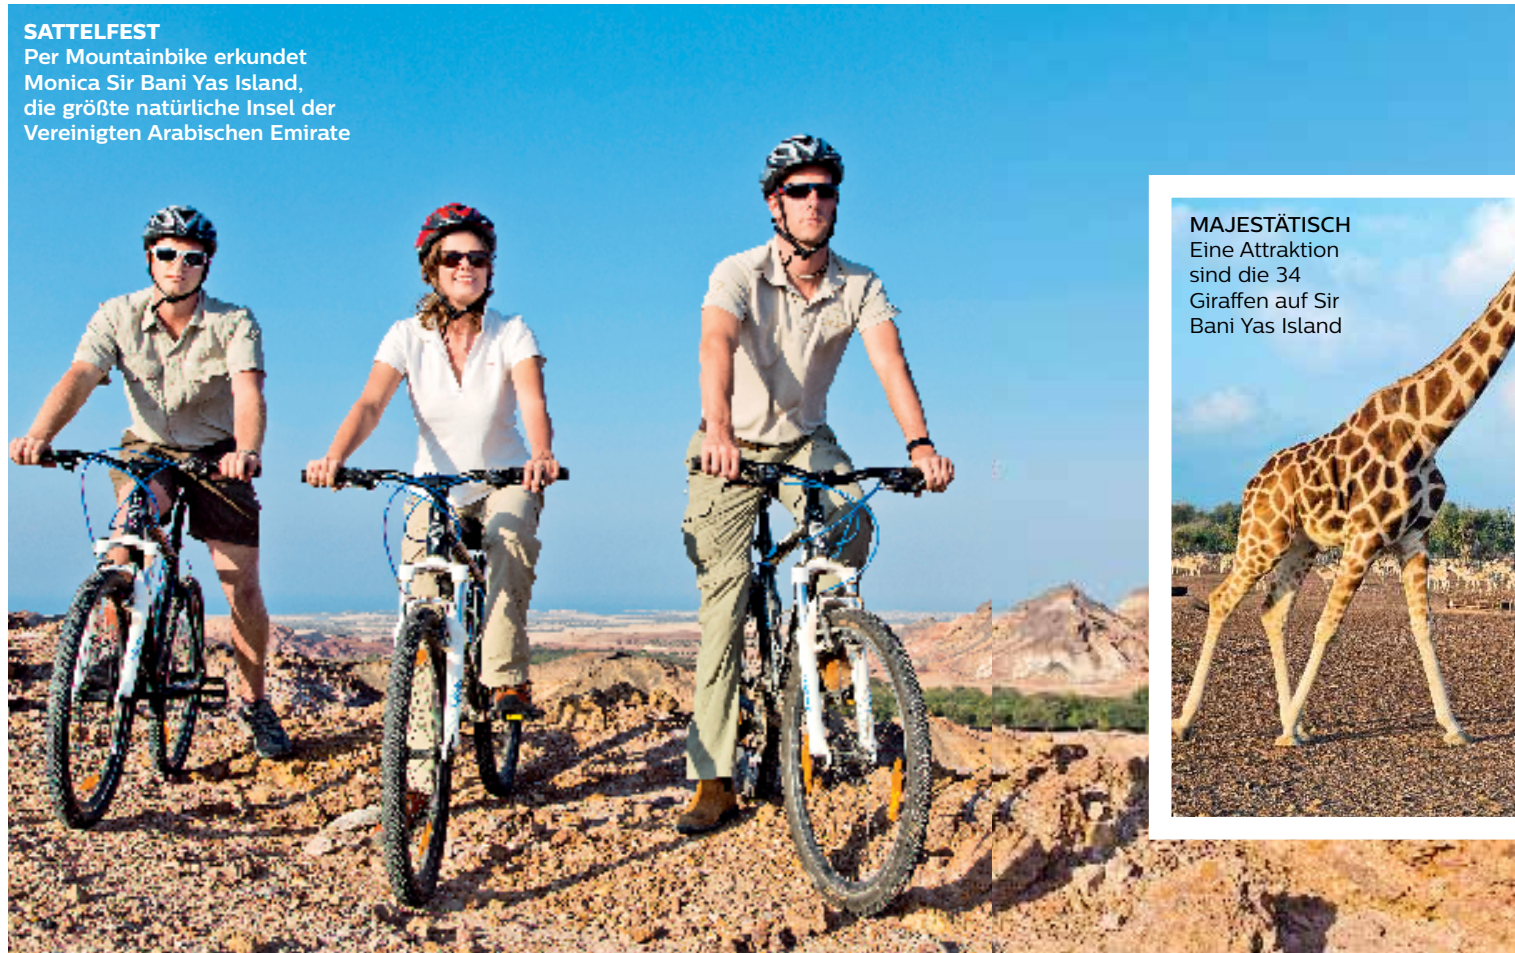 SATTELFEST
Per Mountainbike erkundet
Monica Sir Bani Yas Island,
die größte natürliche Insel der
Vereinigten Arabischen Emirate
MAJESTÄTISCH
Eine Attraktion
sind die 34
Giraffen auf Sir
Bani Yas Island